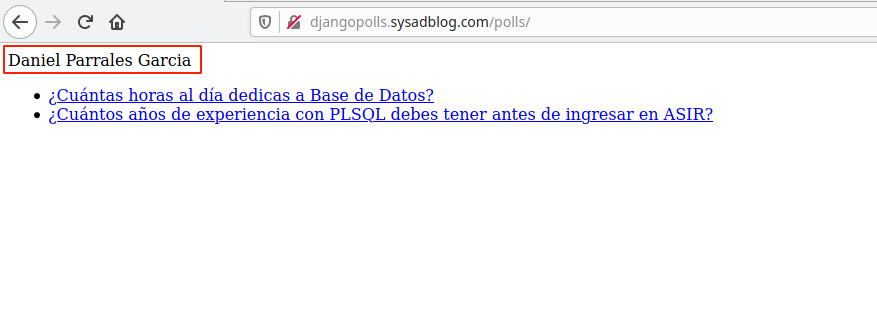 djangopolls.sysadblog.com/polls/
Daniel Parrales Garcia
¿Cuántas horas al día dedicas a Base de Datos?
¿Cuántos años de experiencia con PLSQL debes tener antes de ingresar en ASIR?